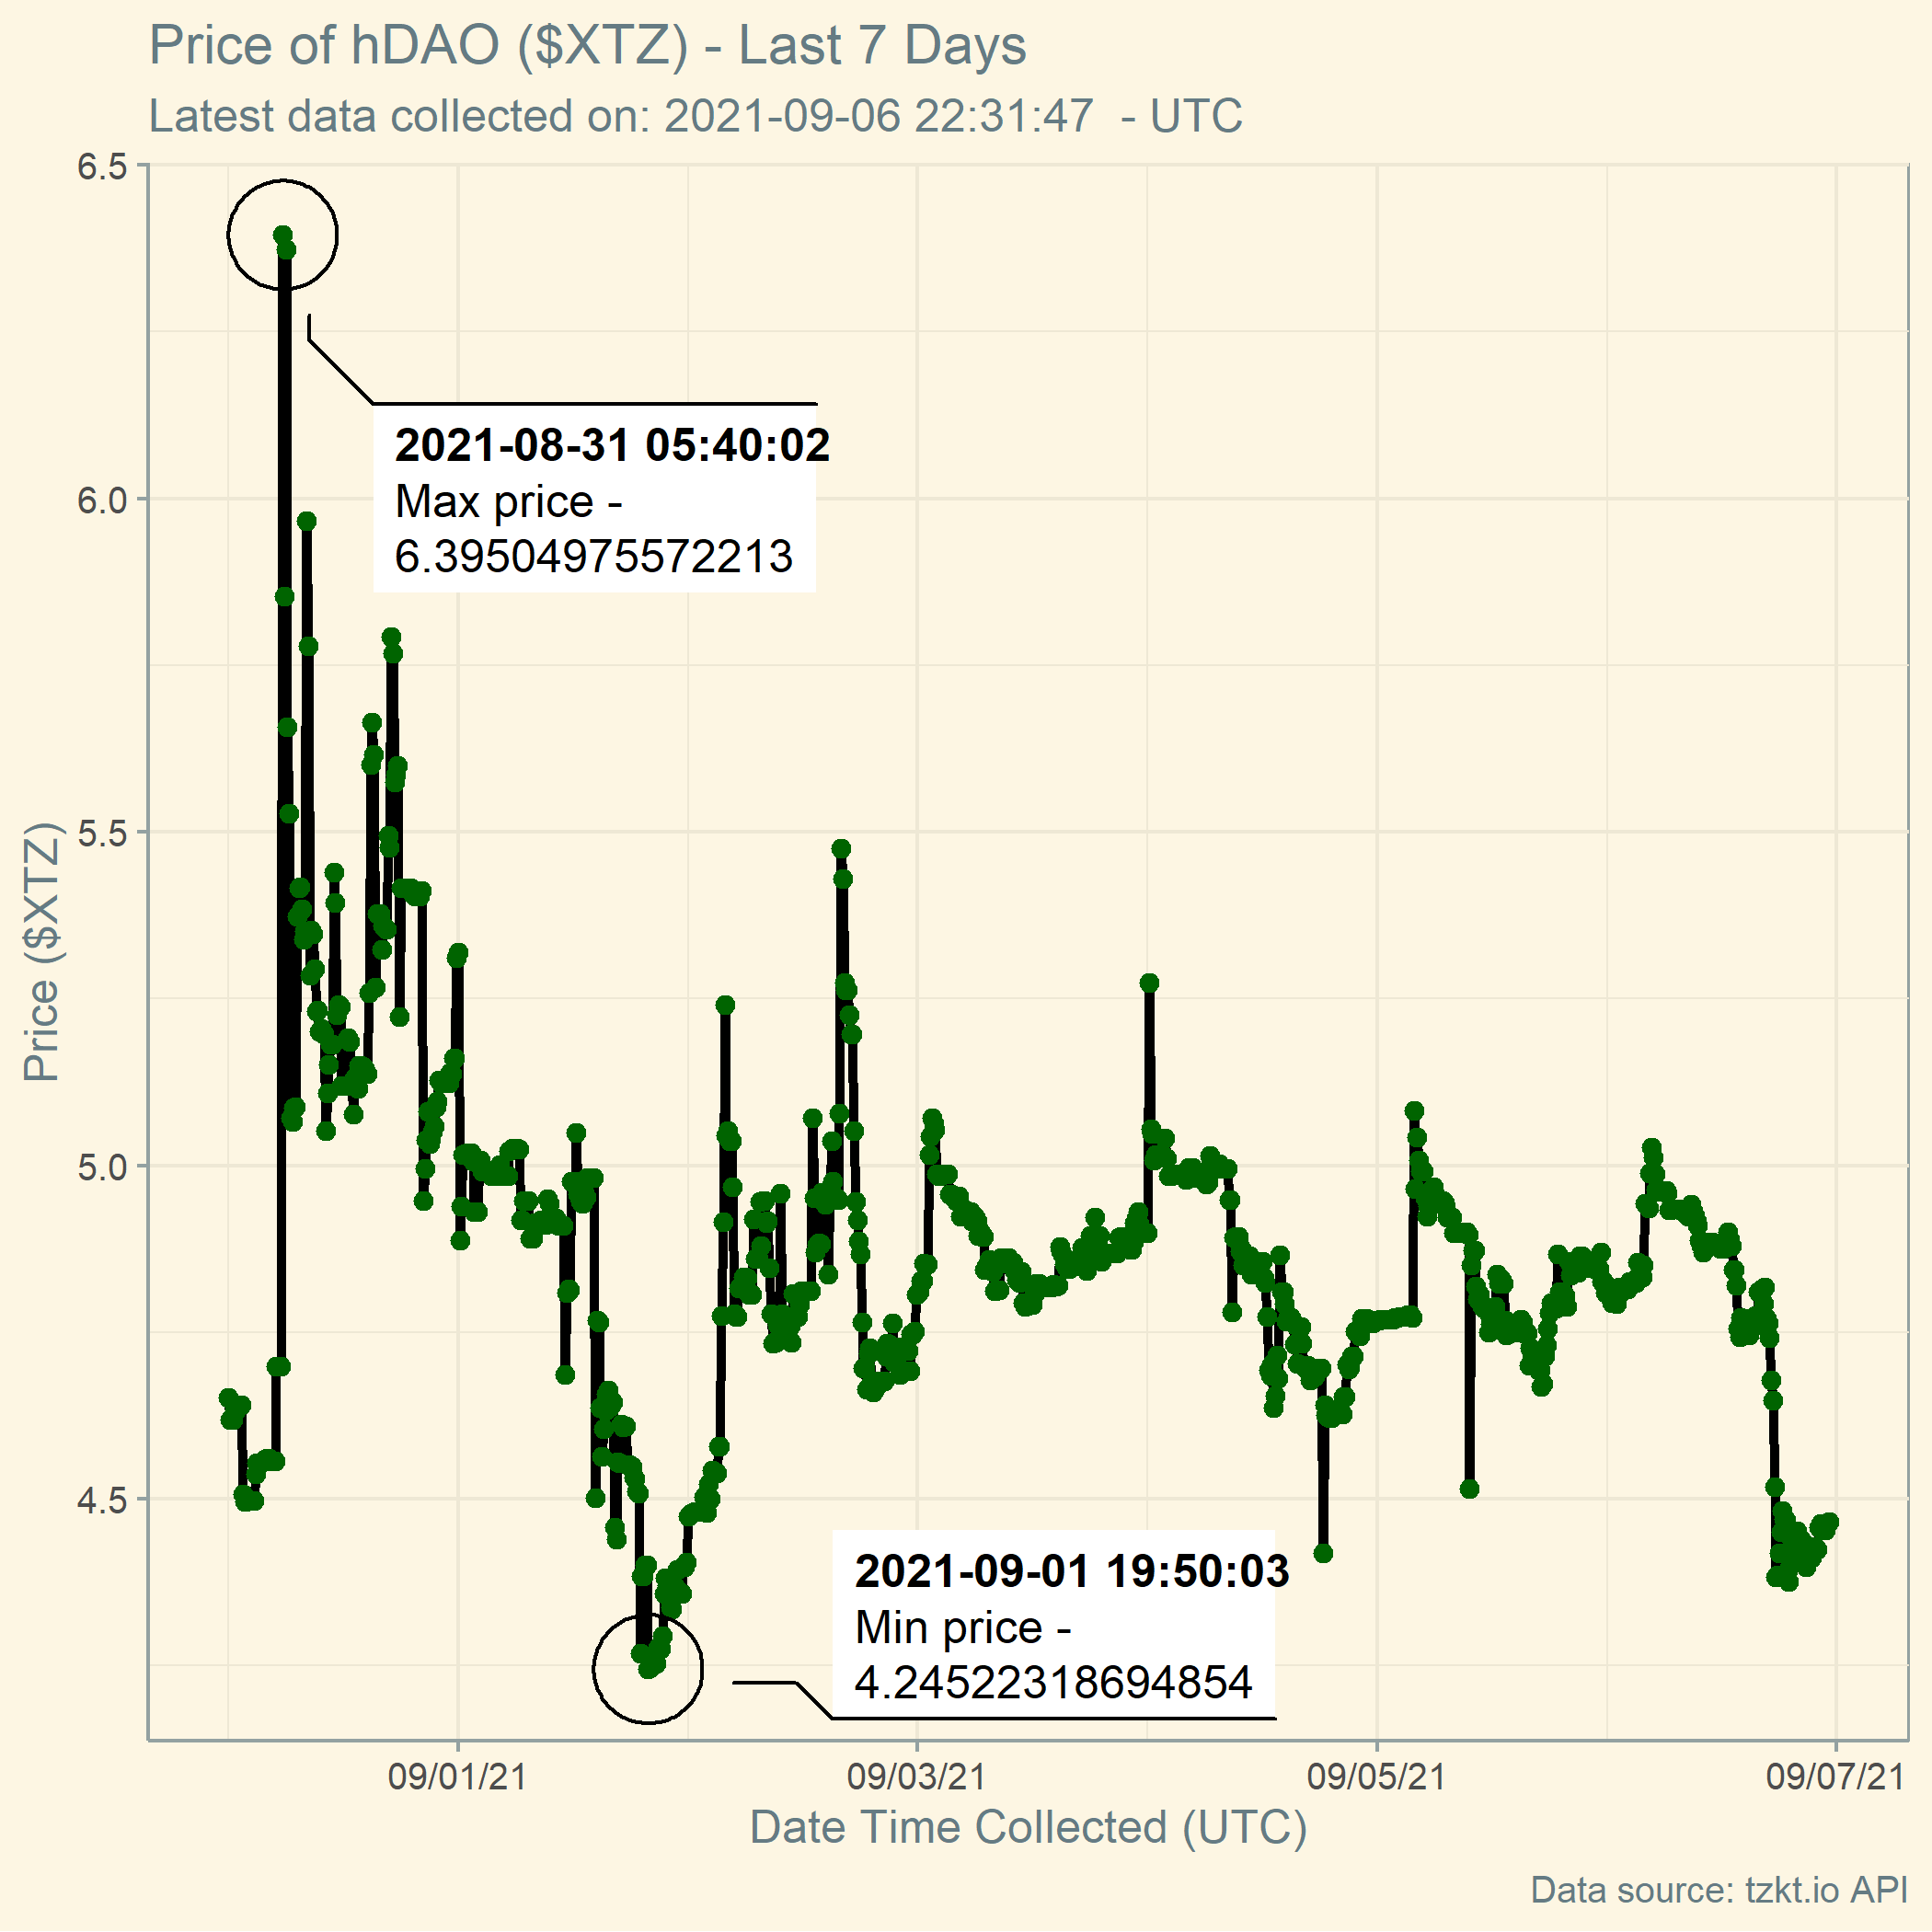 Price of hDAO ($XTZ) - Last 7 Days
Latest data collected on: 2021-09-06 22:31:47  - UTC
6.5
6.0
5.5
5.0
4.5
Price ($XTZ)
2021-08-31 05:40:02
Max price -
6.39504975572213
2021-09-01 19:50:03
Min price -
4.24522318694854
09/01/21
09/03/21
09/05/21
09/07/21
Date Time Collected (UTC)
Data source: tzkt.io API